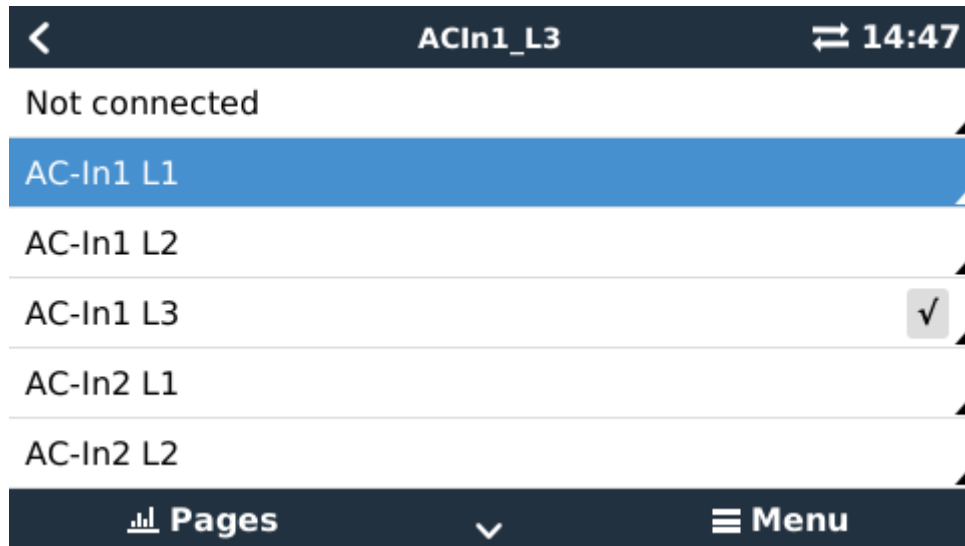 ACIn1_L3 14:47
Not connected
AC-In1 L1
AC-In1 L2
AC-In1 L3 √
AC-In2 L1
AC-In2 L2
Pages Menu